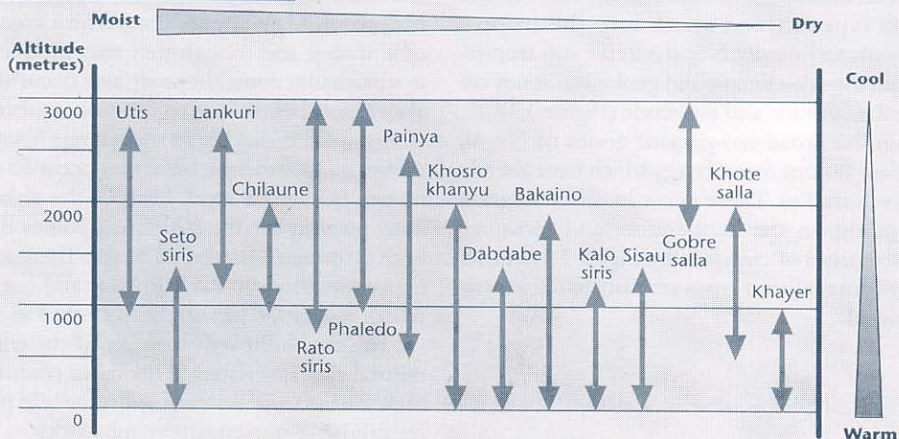 Moist
Dry
Altitude
(metres)
Cool
3000
Utis
Lankuri
Painya
Khosro
khanyu
Khote
salla
Chilaune
Bakaino
2000
Seto
siris
Dabdabe
Kalo
siris
Sisau
Gobre
salla
Khayer
1000
Phaledo
Rato
siris
0
Warm